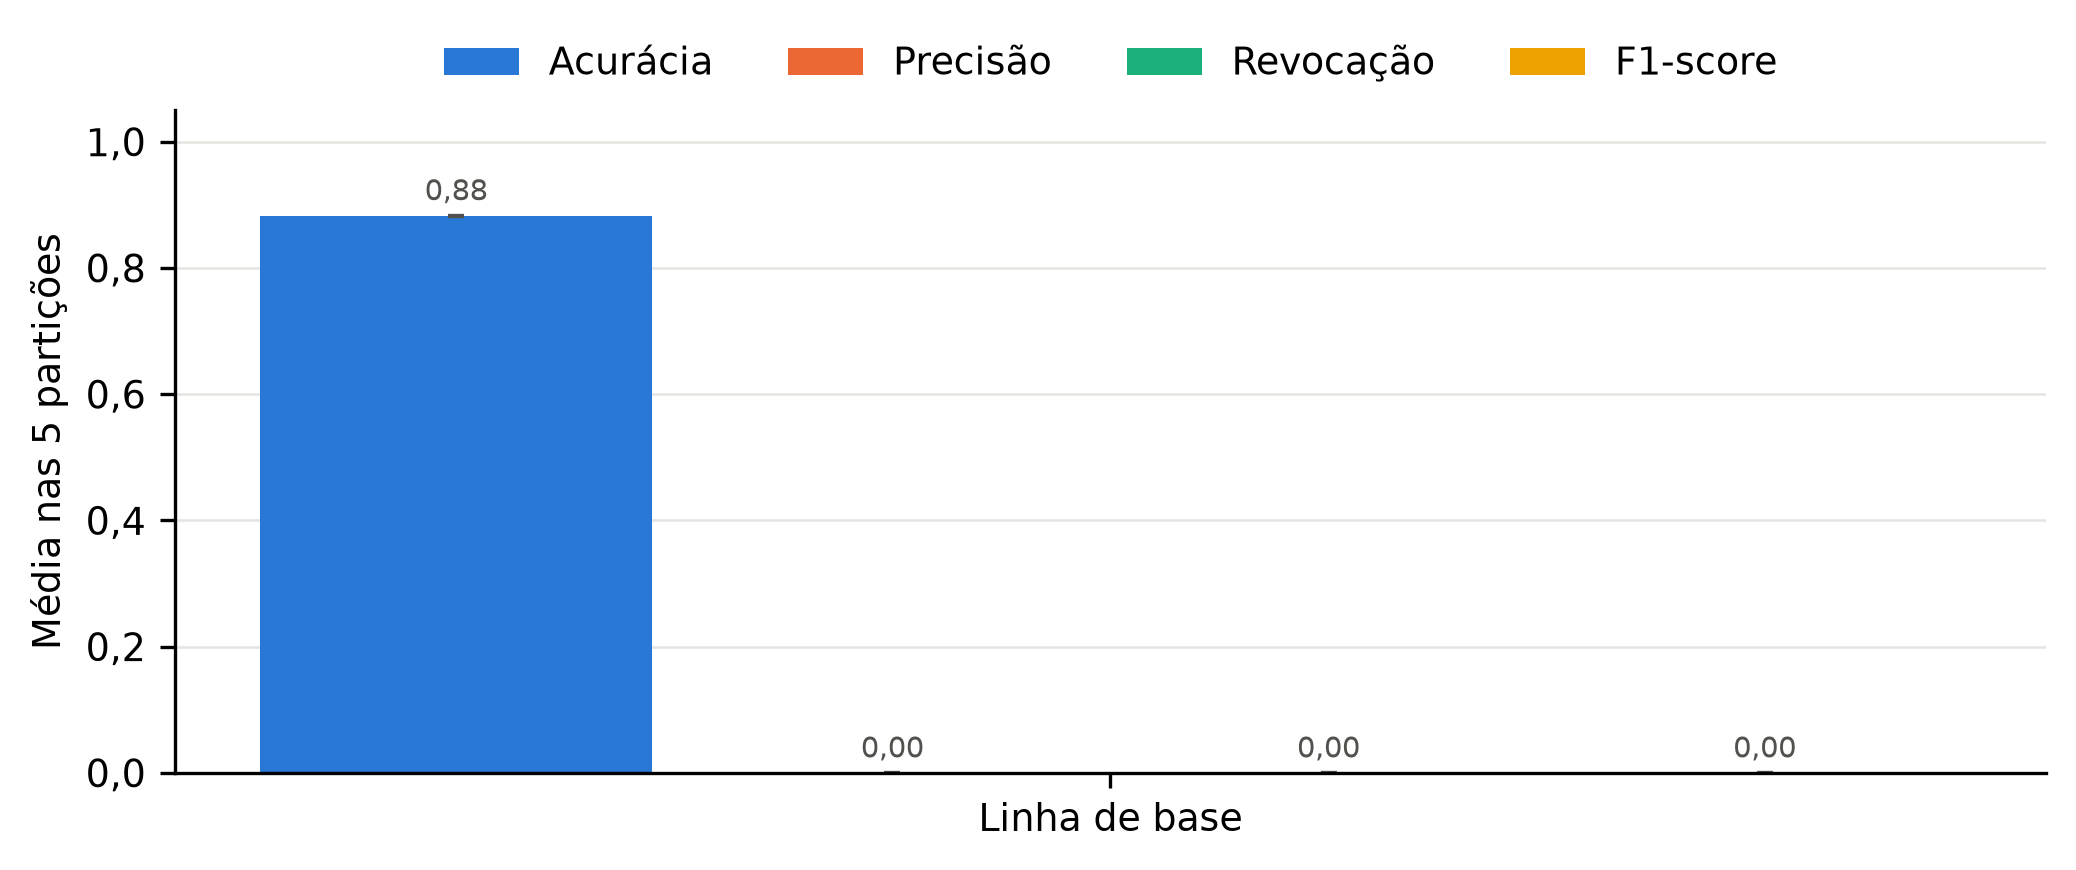 Acurácia Precisão Revocação F1-score
Média nas 5 partições
1,0
0,8
0,6
0,4
0,2
0,0
0,88
0,00 0,00 0,00
Linha de base